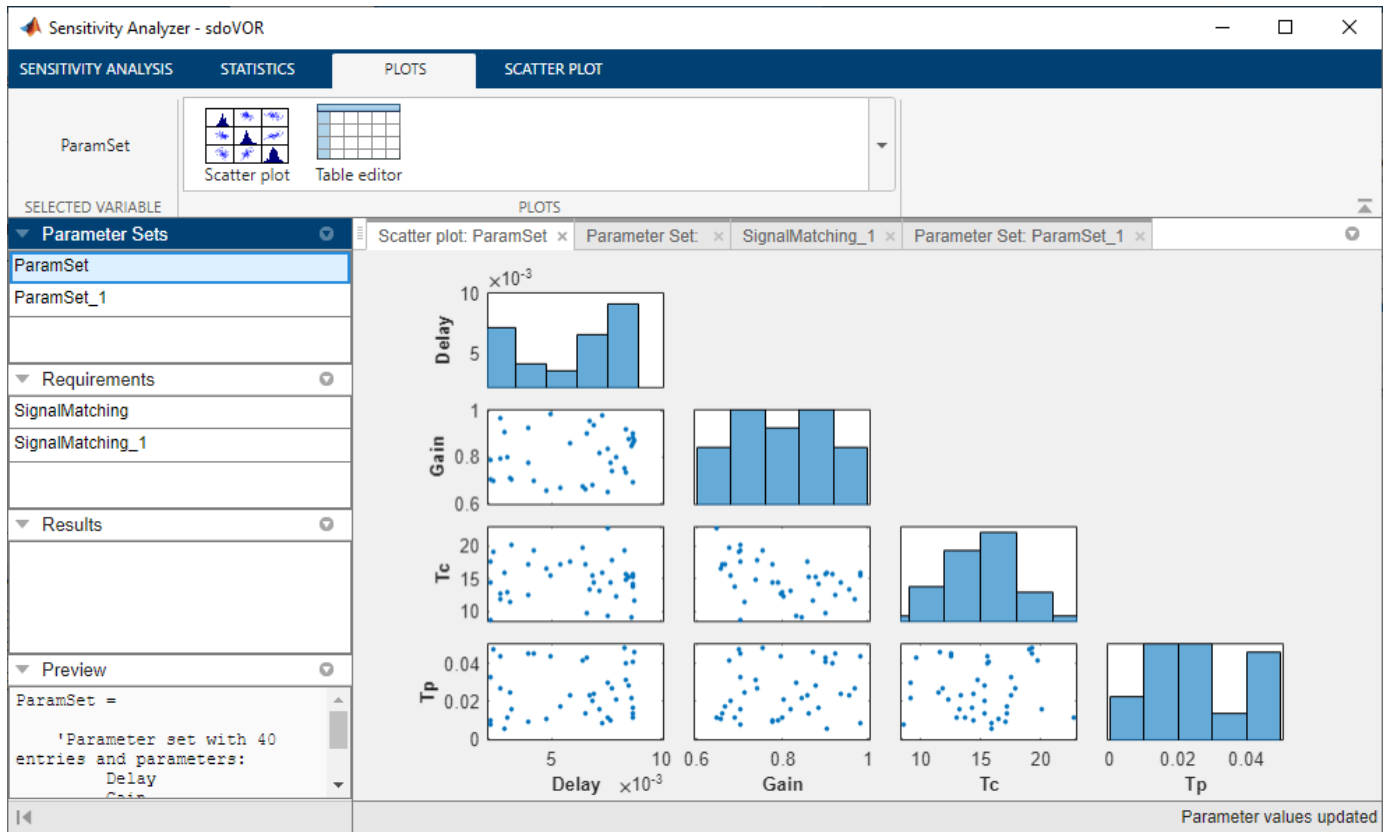 Sensitivity Analyzer - sdoVOR
SENSITIVITY ANALYSIS STATISTICS PLOTS SCATTER PLOT
ParamSet
Scatter plot Table editor
SELECTED VARIABLE PLOTS
Parameter Sets
ParamSet
ParamSet_1
Requirements
SignalMatching
SignalMatching_1
Results
Preview
ParamSet =
'Parameter set with 40
entries and parameters:
Delay
Scatter plot: ParamSet Parameter Set: SignalMatching_1 Parameter Set: ParamSet_1
×10⁻³
10
5
Delay
1
0.8
0.6
Gain
20
15
10
Tc
0.04
0.02
0
Tp
5 10 0.6 0.8 1 10 15 20 0 0.02 0.04
Delay ×10⁻³ Gain Tc Tp
Parameter values updated